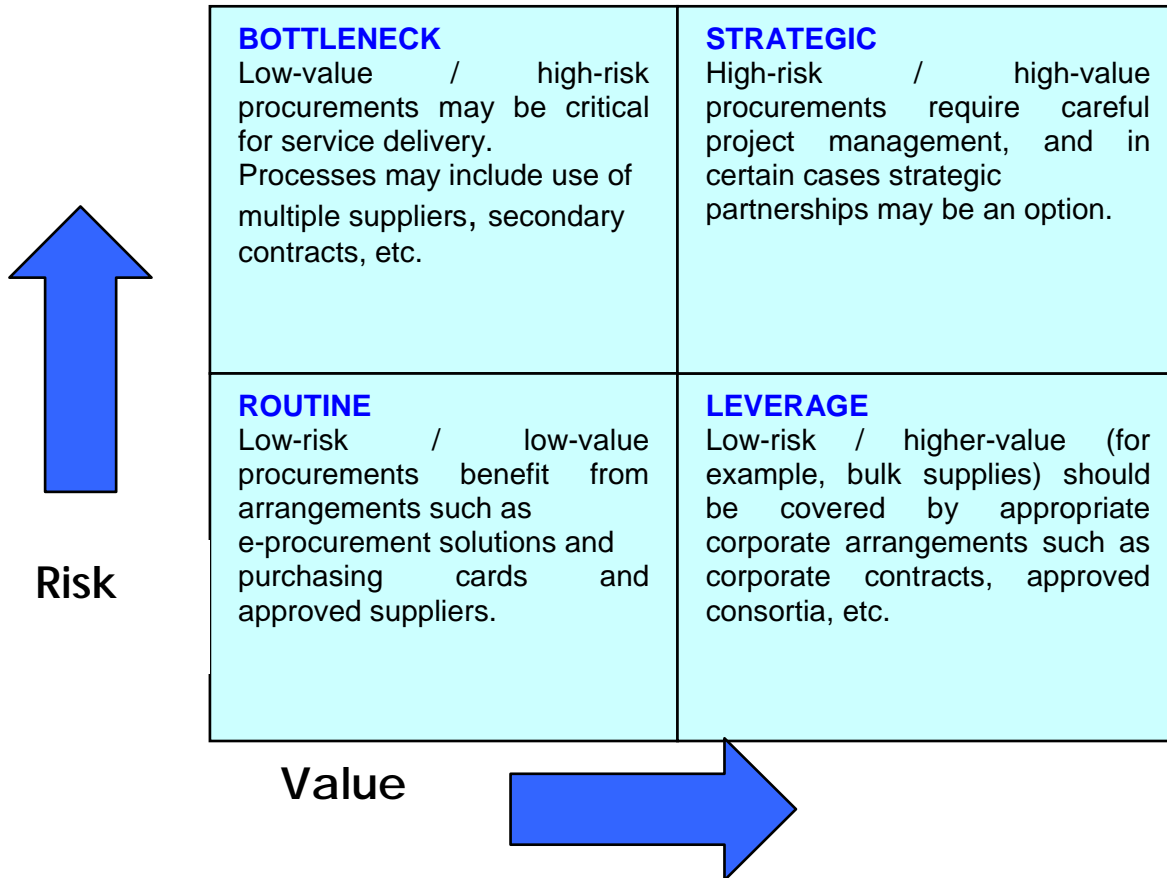 BOTTLENECK
Low-value / high-risk
procurements may be critical
for service delivery.
Processes may include use of
multiple suppliers, secondary
contracts, etc.
STRATEGIC
High-risk / high-value
procurements require careful
project management, and in
certain cases strategic
partnerships may be an option.
ROUTINE
Low-risk / low-value
procurements benefit from
arrangements such as
e-procurement solutions and
purchasing cards and
approved suppliers.
LEVERAGE
Low-risk / higher-value (for
example, bulk supplies) should
be covered by appropriate
corporate arrangements such as
corporate contracts, approved
consortia, etc.
Risk
Value